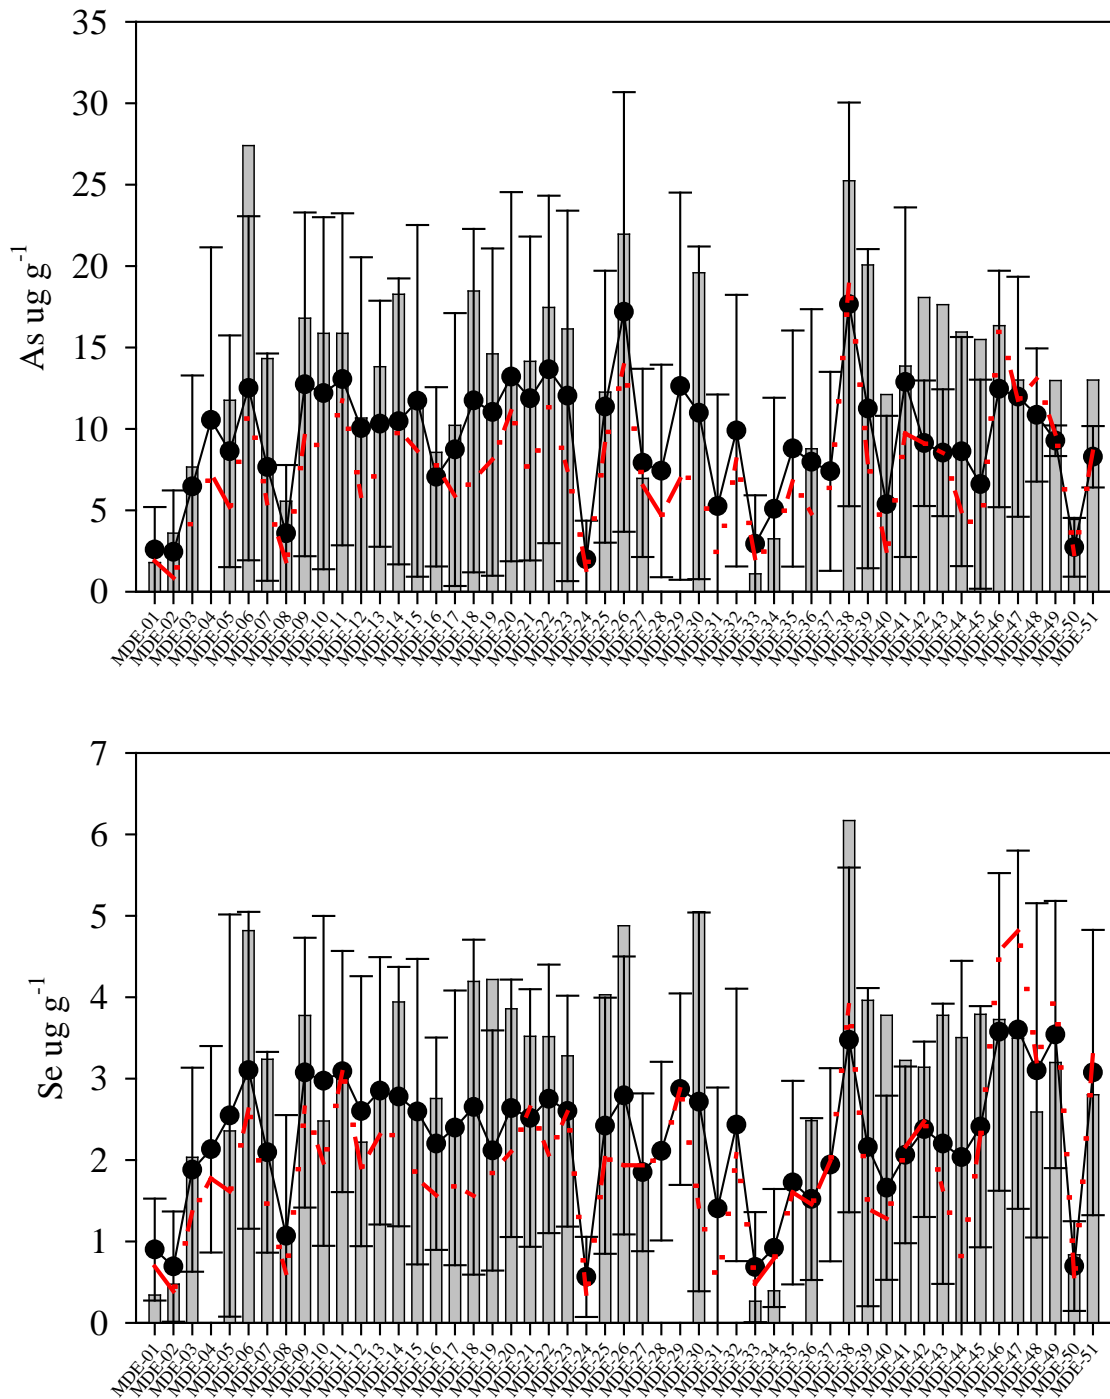 35
30
25
20
15
10
5
0
As ug g⁻¹
MDE-01
MDE-02
MDE-03
MDE-04
MDE-05
MDE-06
MDE-07
MDE-08
MDE-09
MDE-10
MDE-11
MDE-12
MDE-13
MDE-14
MDE-15
MDE-16
MDE-17
MDE-18
MDE-19
MDE-20
MDE-21
MDE-22
MDE-23
MDE-24
MDE-25
MDE-26
MDE-27
MDE-28
MDE-29
MDE-30
MDE-31
MDE-32
MDE-33
MDE-34
MDE-35
MDE-36
MDE-37
MDE-38
MDE-39
MDE-40
MDE-41
MDE-42
MDE-43
MDE-44
MDE-45
MDE-46
MDE-47
MDE-48
MDE-49
MDE-50
MDE-51
7
6
5
4
3
2
1
0
Se ug g⁻¹
MDE-01
MDE-02
MDE-03
MDE-04
MDE-05
MDE-06
MDE-07
MDE-08
MDE-09
MDE-10
MDE-11
MDE-12
MDE-13
MDE-14
MDE-15
MDE-16
MDE-17
MDE-18
MDE-19
MDE-20
MDE-21
MDE-22
MDE-23
MDE-24
MDE-25
MDE-26
MDE-27
MDE-28
MDE-29
MDE-30
MDE-31
MDE-32
MDE-33
MDE-34
MDE-35
MDE-36
MDE-37
MDE-38
MDE-39
MDE-40
MDE-41
MDE-42
MDE-43
MDE-44
MDE-45
MDE-46
MDE-47
MDE-48
MDE-49
MDE-50
MDE-51